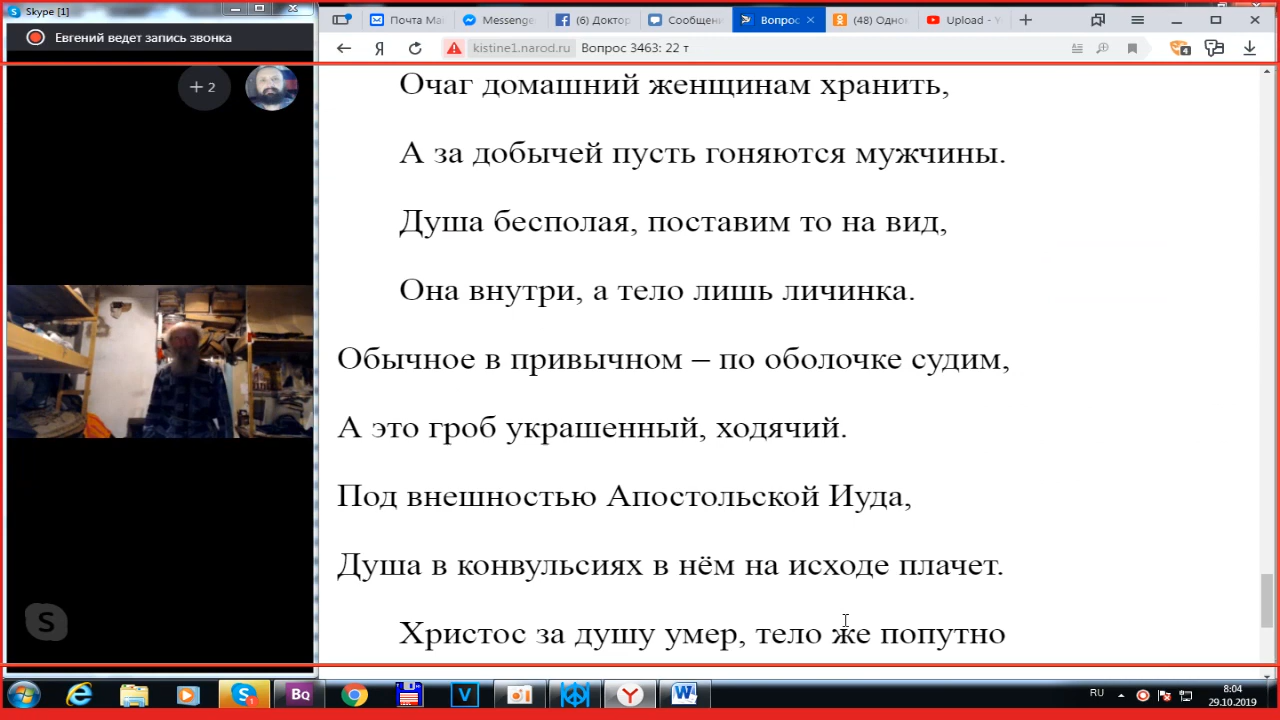 Skype [1]
Евгений ведет запись звонка
+ 2
Почта Ma
Messenge
(6) Доктор
Сообщени
Вопрос
(48) Одно
Upload - Y
Я
kistine1.narod.ru
Вопрос 3463: 22 т
4
Очаг домашний женщинам хранить,
А за добычей пусть гоняются мужчины.
Душа бесполая, поставим то на вид,
Она внутри, а тело лишь личинка.
Обычное в привычном – по оболочке судим,
А это гроб украшенный, ходячий.
Под внешностью Апостольской Иуда,
Душа в конвульсиях в нём на исходе плачет.
Христос за душу умер, тело же попутно
RU
8:04
29.10.2019